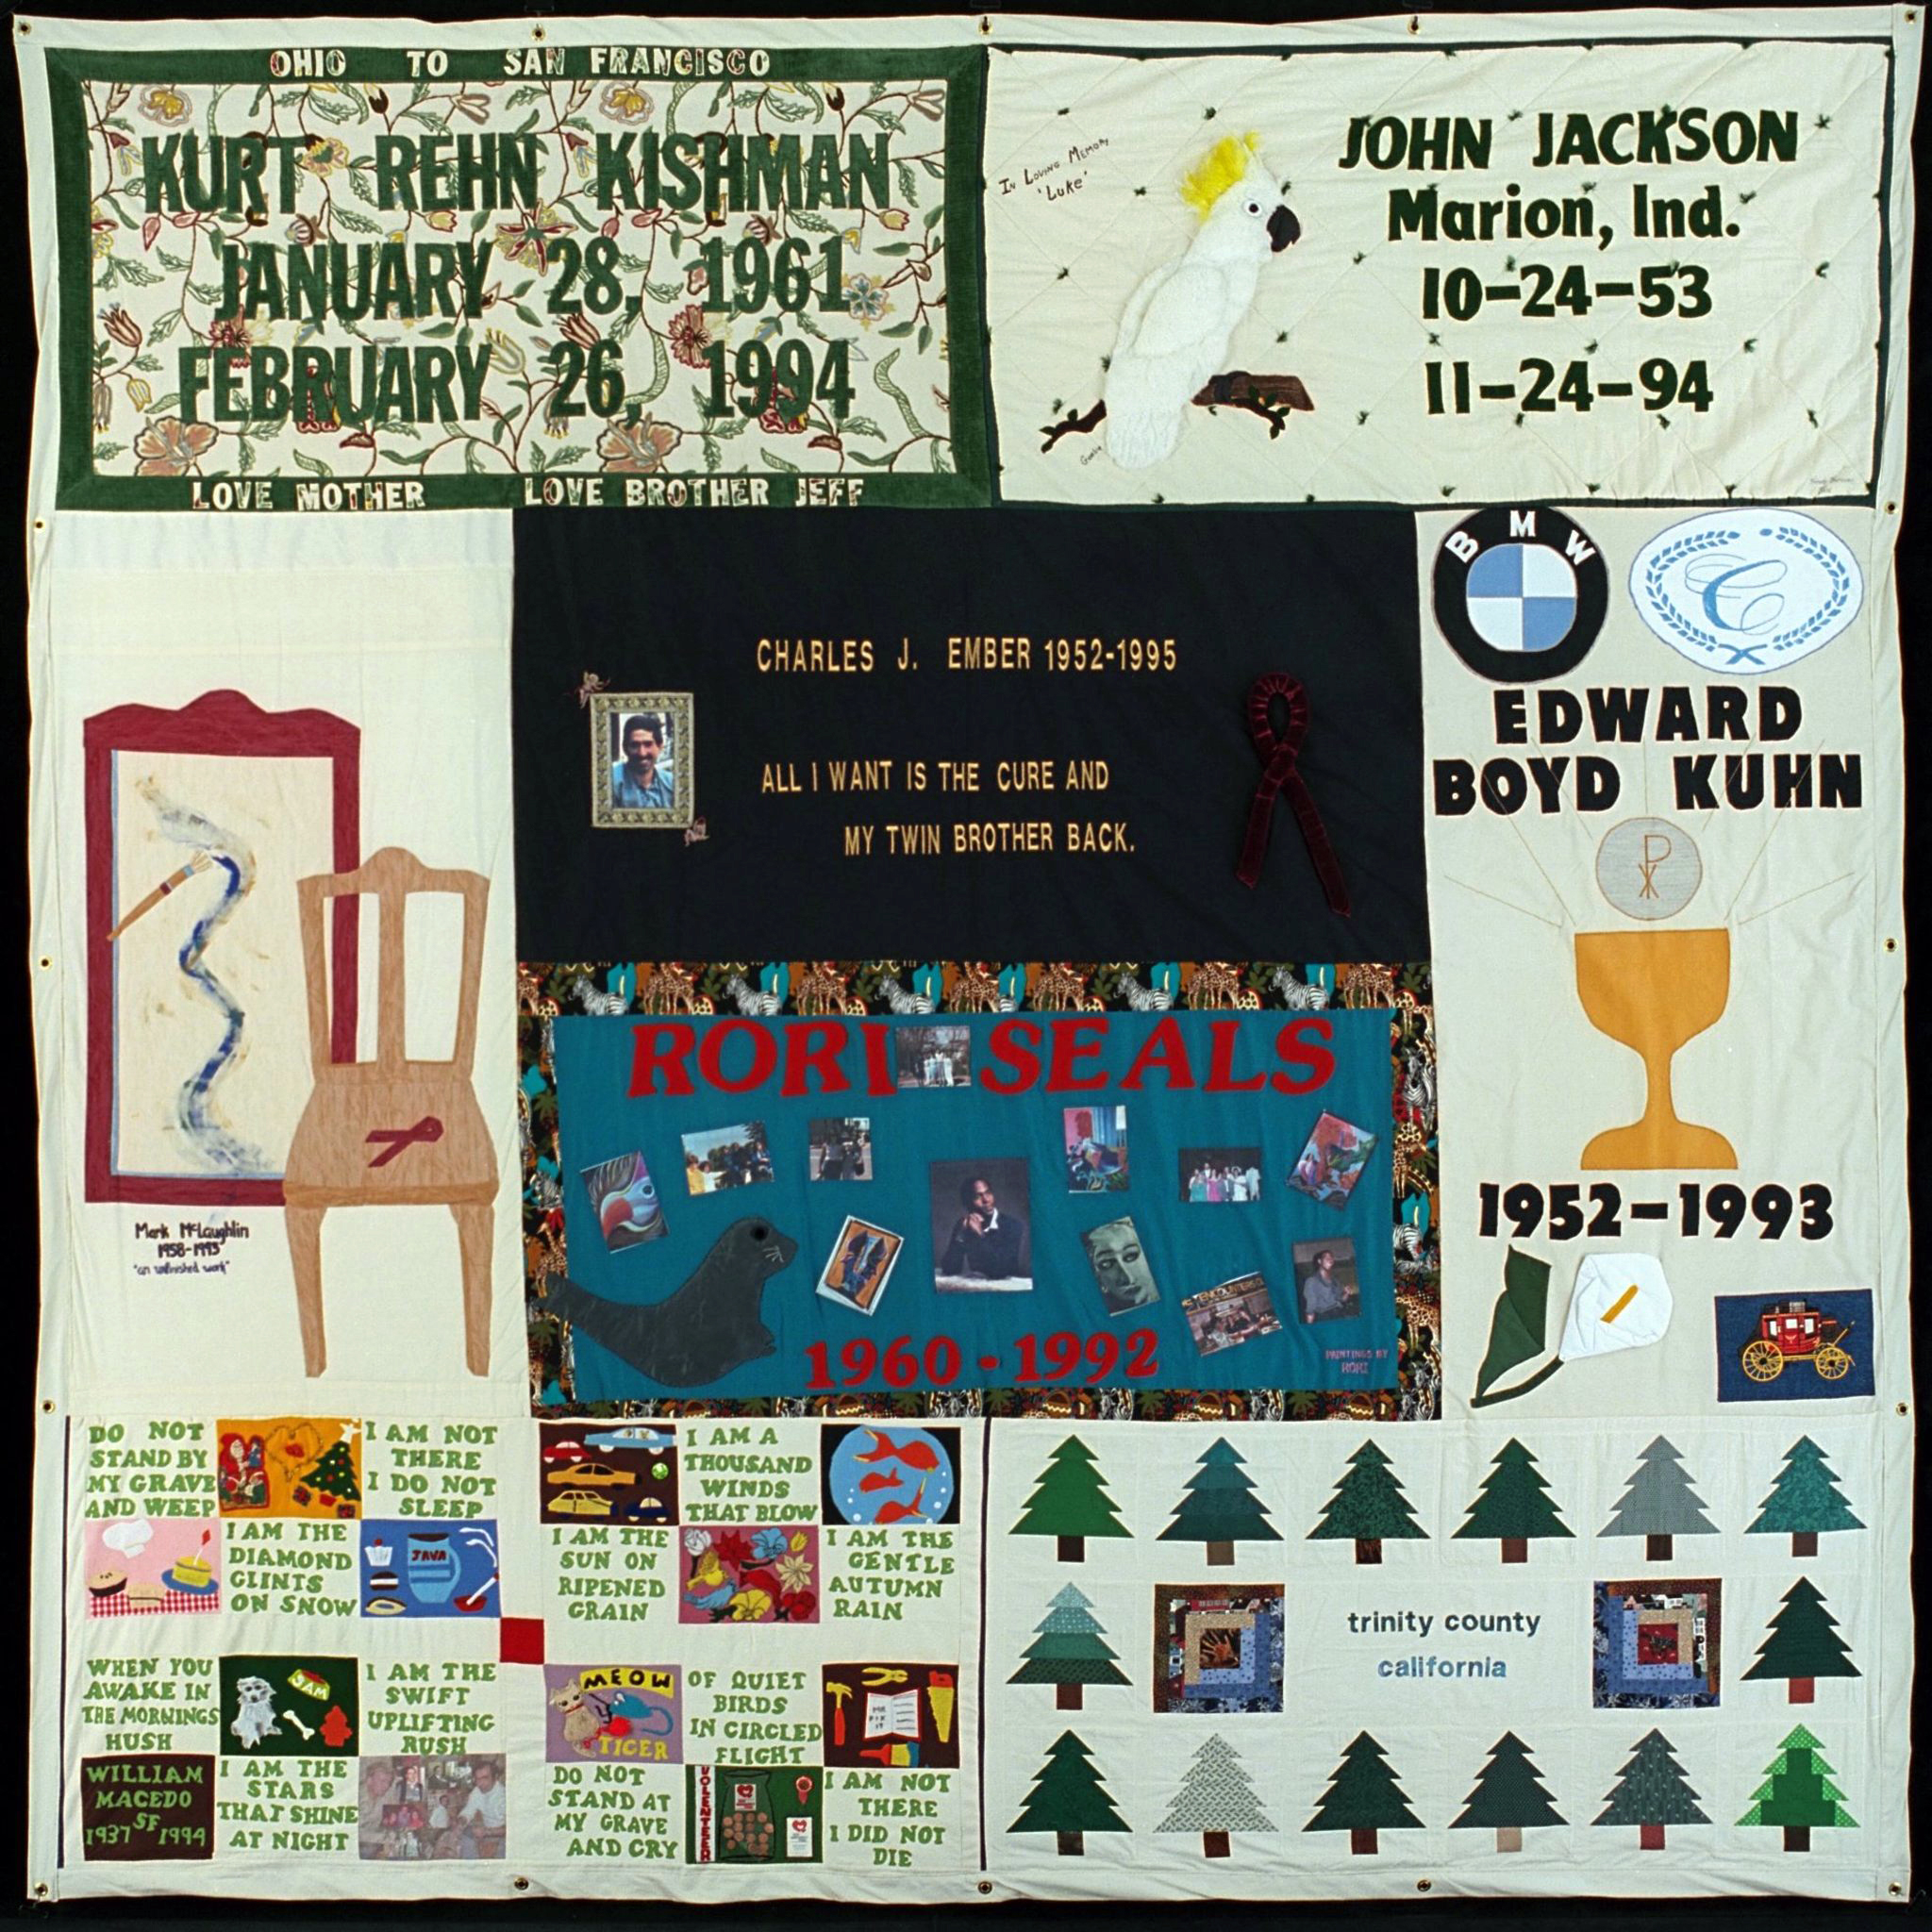 OHIO TO SAN FRANCISCO
KURT REHN KISHMAN
JANUARY 28, 1961
FEBRUARY 26, 1994
LOVE MOTHER LOVE BROTHER JEFF
IN LOVING MEMORY
'Luke'
JOHN JACKSON
Marion, Ind.
10-24-53
11-24-94
Mark McLaughlin
1958-1993
"an unfinished work"
CHARLES J. EMBER 1952-1995
ALL I WANT IS THE CURE AND
MY TWIN BROTHER BACK.
RORI SEALS
1960-1992
PAINTINGS BY
RORI
BMW
C
EDWARD
BOYD KUHN
1952-1993
DO NOT
STAND BY
MY GRAVE
AND WEEP
I AM NOT
THERE
I DO NOT
SLEEP
I AM THE
DIAMOND
GLINTS
ON SNOW
JAVA
I AM A
THOUSAND
WINDS
THAT BLOW
I AM THE
SUN ON
RIPENED
GRAIN
I AM THE
GENTLE
AUTUMN
RAIN
WHEN YOU
AWAKE IN
THE MORNINGS
HUSH
SAM
I AM THE
SWIFT
UPLIFTING
RUSH
MEOW
TIGER
OF QUIET
BIRDS
IN CIRCLED
FLIGHT
MR
FIX
IT
WILLIAM
MACEDO
SF
1937 1994
I AM THE
STARS
THAT SHINE
AT NIGHT
DO NOT
STAND AT
MY GRAVE
AND CRY
VOLENTEER
I AM NOT
THERE
I DID NOT
DIE
trinity county
california